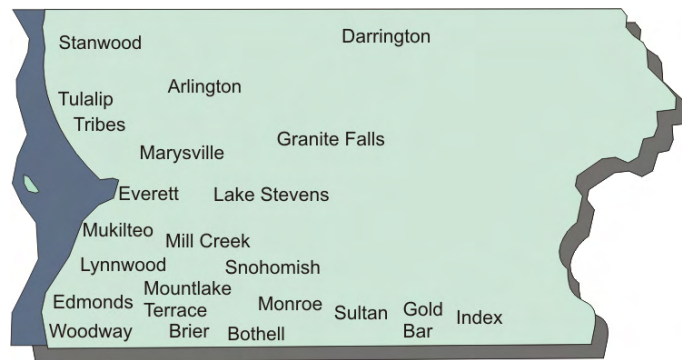 Stanwood
Darrington
Arlington
Tulalip
Tribes
Granite Falls
Marysville
Everett
Lake Stevens
Mukilteo
Mill Creek
Lynnwood
Snohomish
Mountlake
Terrace
Edmonds
Monroe
Sultan
Gold
Bar
Index
Woodway
Brier
Bothell